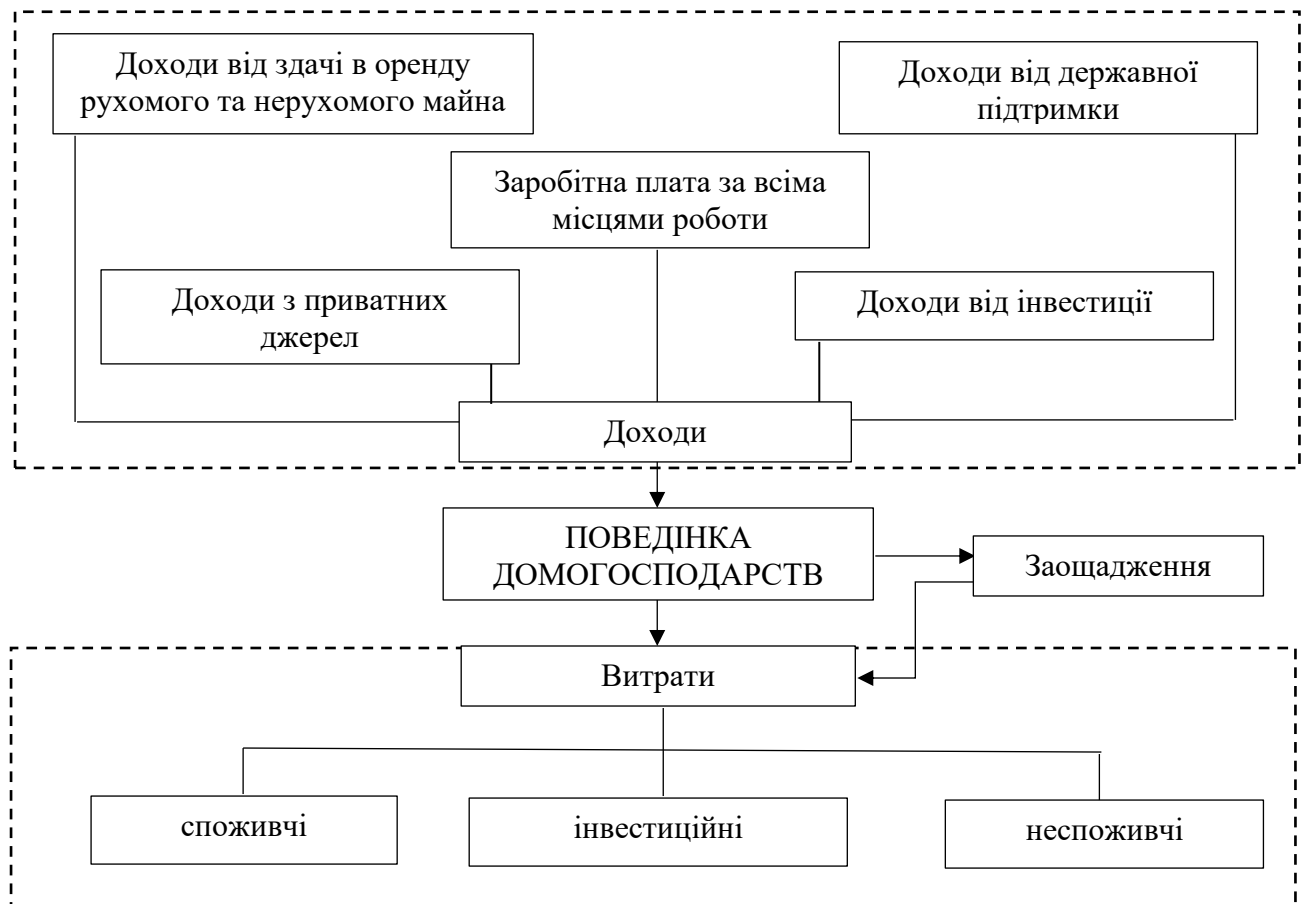 Доходи від здачі в оренду
рухомого та нерухомого майна
Доходи від державної
підтримки
Заробітна плата за всіма
місцями роботи
Доходи з приватних
джерел
Доходи від інвестиції
Доходи
ПОВЕДІНКА
ДОМОГОСПОДАРСТВ
Заощадження
Витрати
споживчі
інвестиційні
неспоживчі